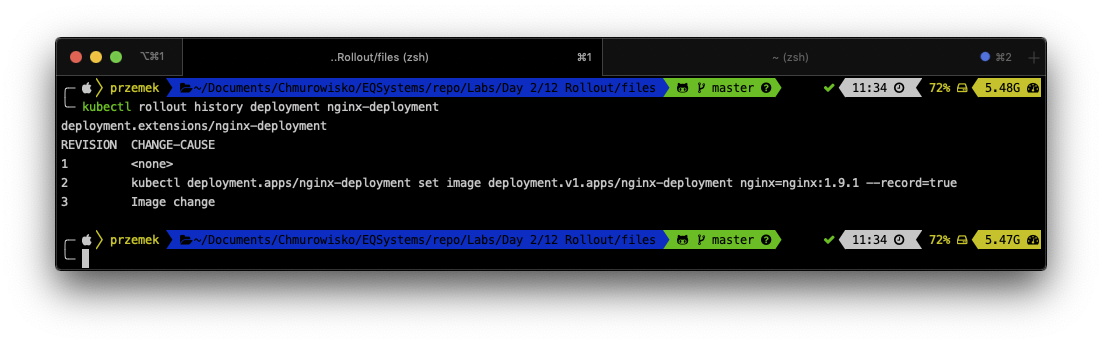 ⌥⌘1
..Rollout/files (zsh)
⌘1
~ (zsh)
⌘2
przemek ~/Documents/Chmurowisko/EQSystems/repo/Labs/Day 2/12 Rollout/files master 11:34 72% 5.48G
kubectl rollout history deployment nginx-deployment
deployment.extensions/nginx-deployment
REVISION  CHANGE-CAUSE
1         <none>
2         kubectl deployment.apps/nginx-deployment set image deployment.v1.apps/nginx-deployment nginx=nginx:1.9.1 --record=true
3         Image change
przemek ~/Documents/Chmurowisko/EQSystems/repo/Labs/Day 2/12 Rollout/files master 11:34 72% 5.47G